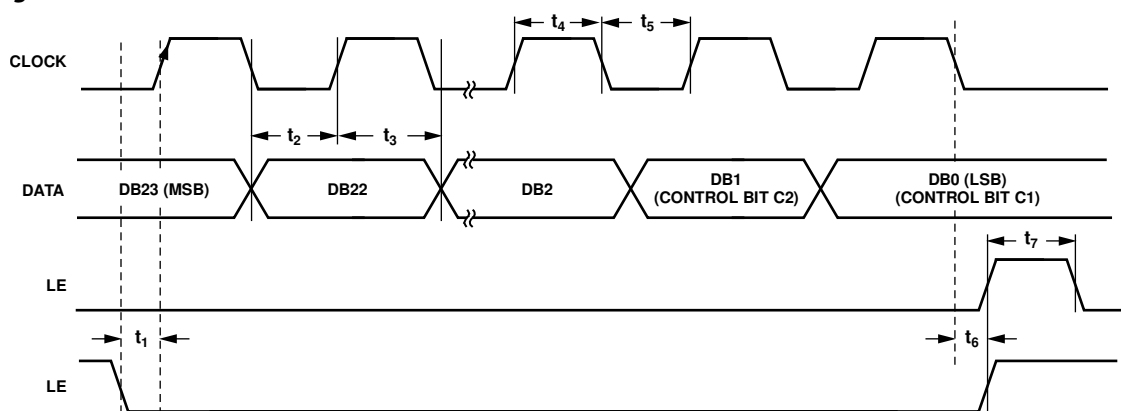 t4
t5
CLOCK
t2
t3
DATA
DB23 (MSB)
DB22
DB2
DB1
(CONTROL BIT C2)
DB0 (LSB)
(CONTROL BIT C1)
t7
LE
t1
t6
LE